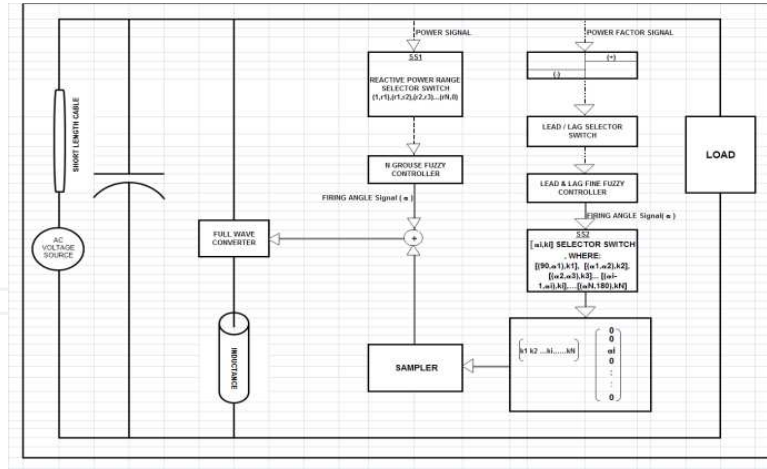 POWER SIGNAL
POWER FACTOR SIGNAL
SS1
REACTIVE POWER RANGE
SELECTOR SWITCH
(1,r1),(r1,r2),(r2,r3)...(rN,0)
(+)
(-)
SHORT LENGTH CABLE
LEAD / LAG SELECTOR
SWITCH
LOAD
N GROUSE FUZZY
CONTROLLER
LEAD & LAG FINE FUZZY
CONTROLLER
FIRING ANGLE Signal ( α )
FIRING ANGLE Signal( α )
AC
VOLTAGE
SOURCE
FULL WAVE
CONVERTER
+
SS2
[ αi,ki] SELECTOR SWITCH
, WHERE:
[(90,α1),k1], [(α1,α2),k2],
[(α2,α3),k3]... [(αi-
1,αi),ki],....[(αN,180),kN]
INDUCTANCE
SAMPLER
k1 k2 ...ki......kN
0
0
αi
0
:
:
0